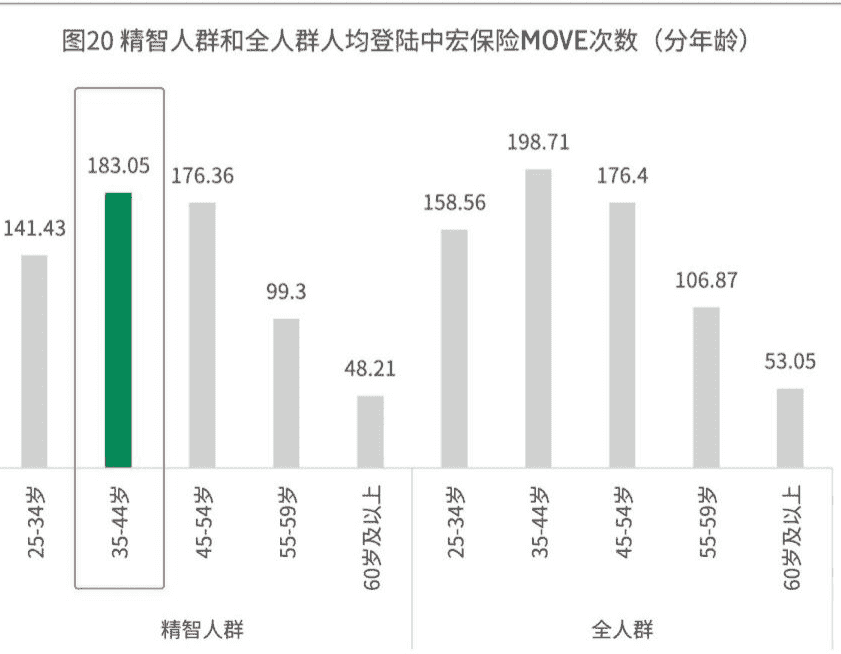 图20 精智人群和全人群人均登陆中宏保险MOVE次数（分年龄）
141.43
183.05
176.36
99.3
48.21
158.56
198.71
176.4
106.87
53.05
25-34岁
35-44岁
45-54岁
55-59岁
60岁及以上
25-34岁
35-44岁
45-54岁
55-59岁
60岁及以上
精智人群
全人群